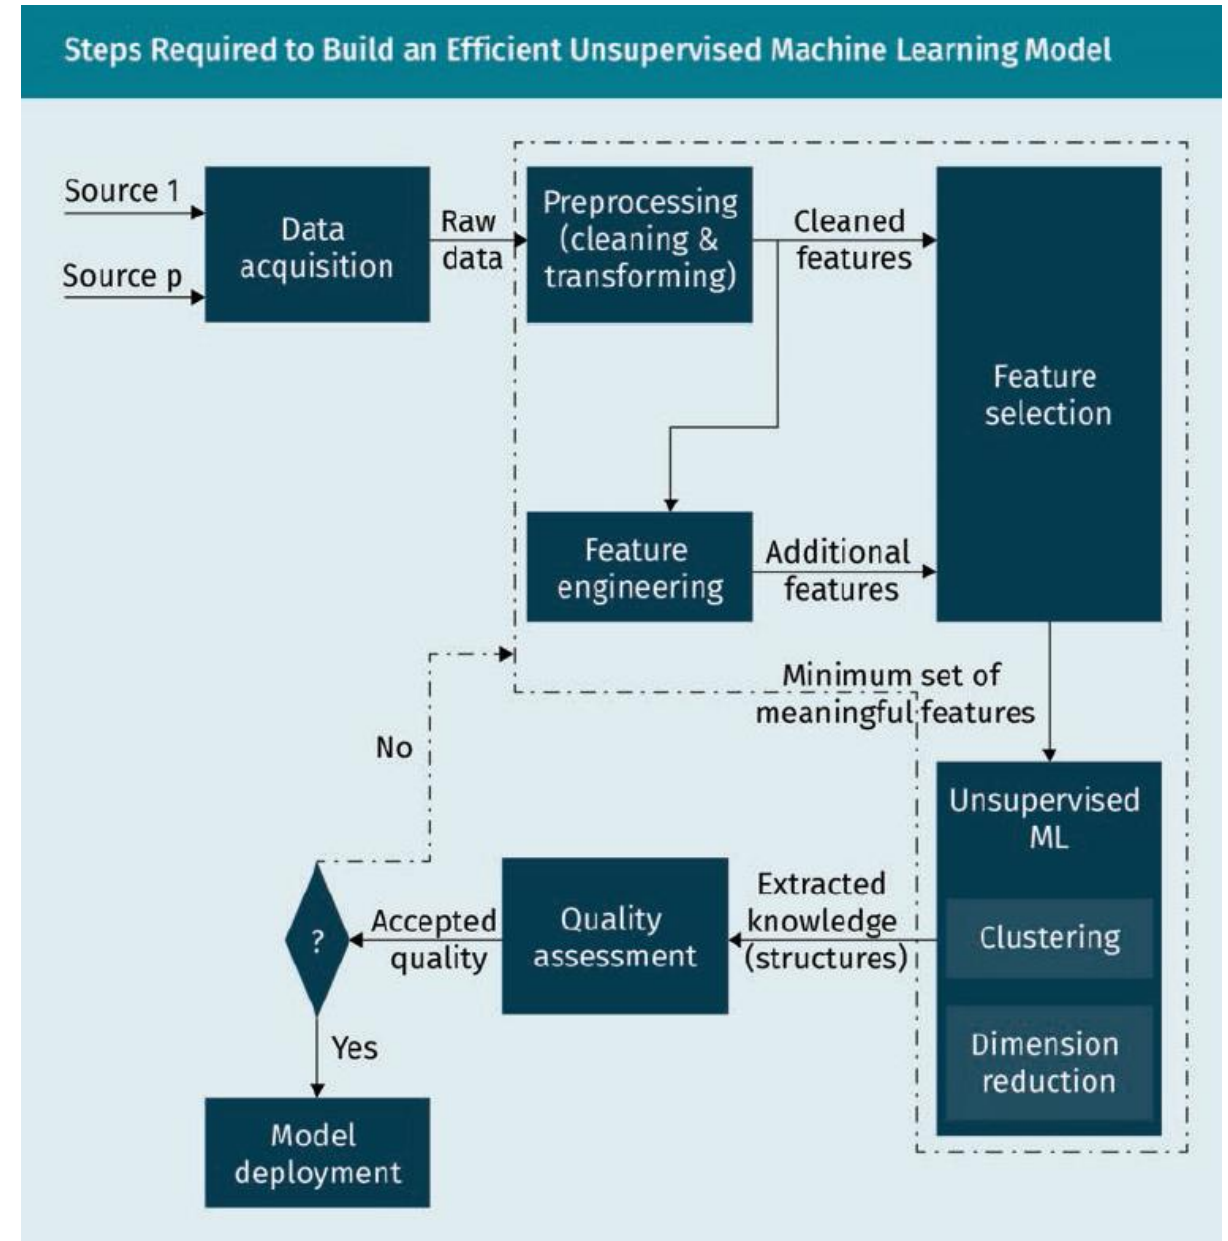 Steps Required to Build an Efficient Unsupervised Machine Learning Model
Source 1
Source p
Data
acquisition
Raw
data
Preprocessing
(cleaning &
transforming)
Cleaned
features
Feature
selection
Feature
engineering
Additional
features
Minimum set of
meaningful features
Unsupervised
ML
Clustering
Dimension
reduction
Extracted
knowledge
(structures)
Quality
assessment
Accepted
quality
?
No
Yes
Model
deployment